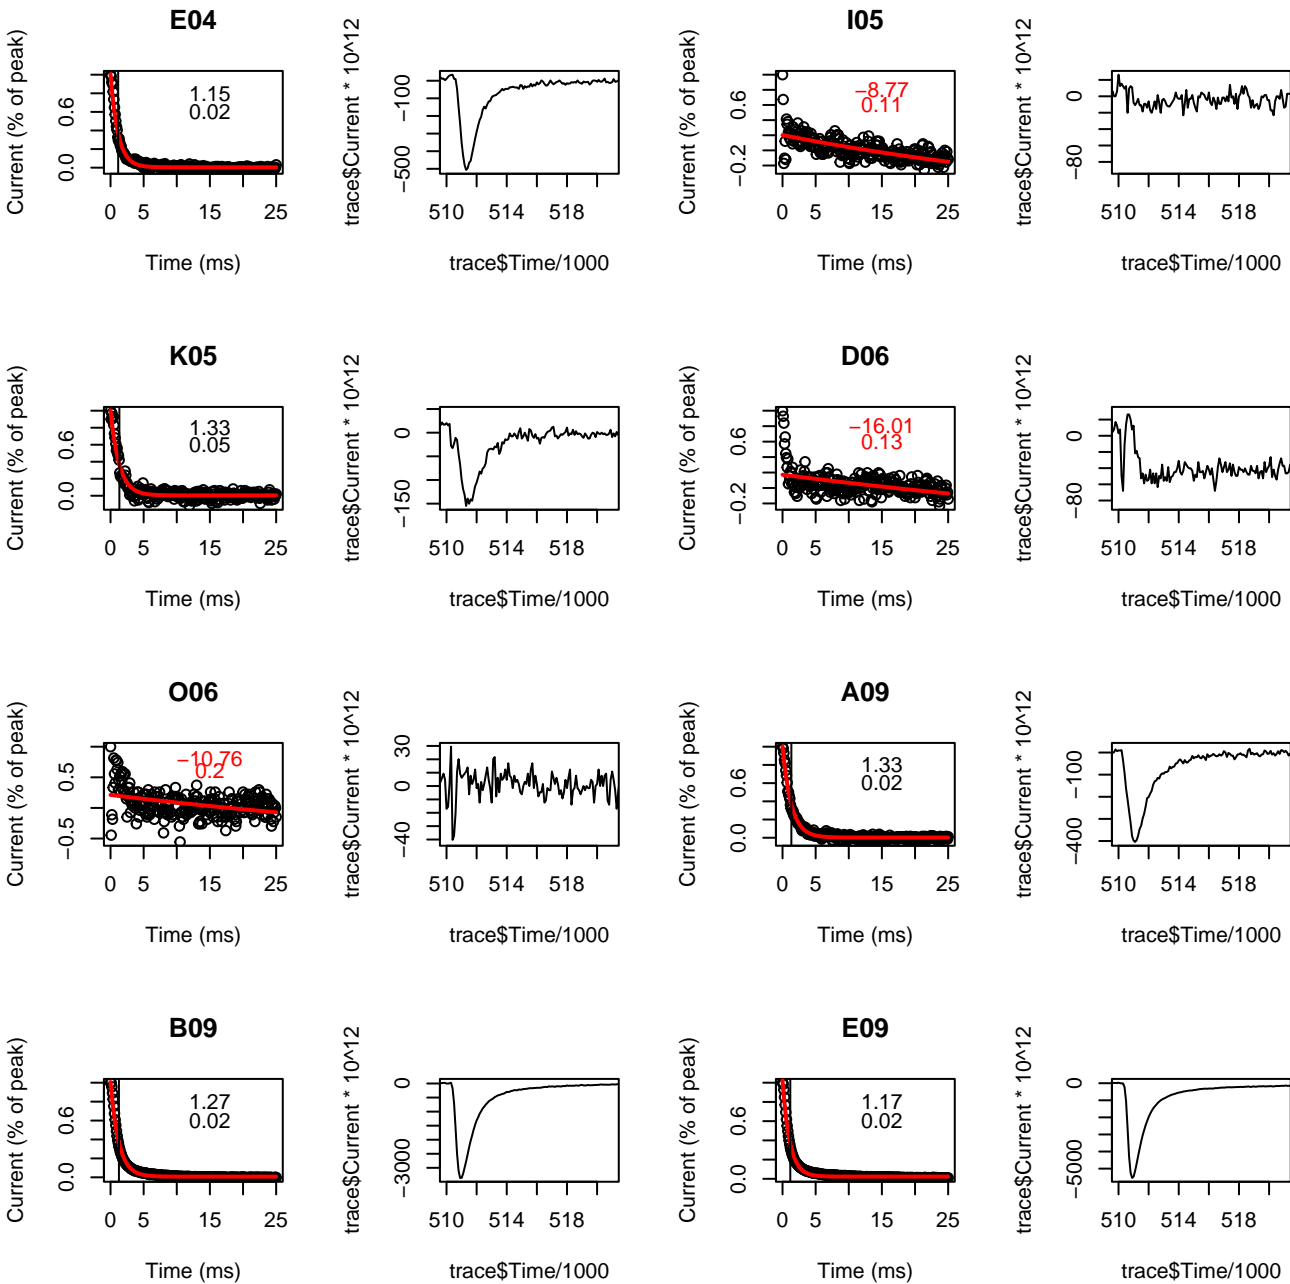 E04
Current (% of peak)
0.0 0.6
1.15
0.02
0 5 15 25
Time (ms)
trace$Current * 10^12
−500 −100
510 514 518
trace$Time/1000
I05
Current (% of peak)
−0.2 0.6
−8.77
0.11
0 5 15 25
Time (ms)
trace$Current * 10^12
−80 0
510 514 518
trace$Time/1000
K05
Current (% of peak)
0.0 0.6
1.33
0.05
0 5 15 25
Time (ms)
trace$Current * 10^12
−150 0
510 514 518
trace$Time/1000
D06
Current (% of peak)
−0.2 0.6
−16.01
0.13
0 5 15 25
Time (ms)
trace$Current * 10^12
−80 0
510 514 518
trace$Time/1000
O06
Current (% of peak)
−0.5 0.5
−10.76
0.2
0 5 15 25
Time (ms)
trace$Current * 10^12
−40 0 30
510 514 518
trace$Time/1000
A09
Current (% of peak)
0.0 0.6
1.33
0.02
0 5 15 25
Time (ms)
trace$Current * 10^12
−400 −100
510 514 518
trace$Time/1000
B09
Current (% of peak)
0.0 0.6
1.27
0.02
0 5 15 25
Time (ms)
trace$Current * 10^12
−3000 0
510 514 518
trace$Time/1000
E09
Current (% of peak)
0.0 0.6
1.17
0.02
0 5 15 25
Time (ms)
trace$Current * 10^12
−5000 0
510 514 518
trace$Time/1000